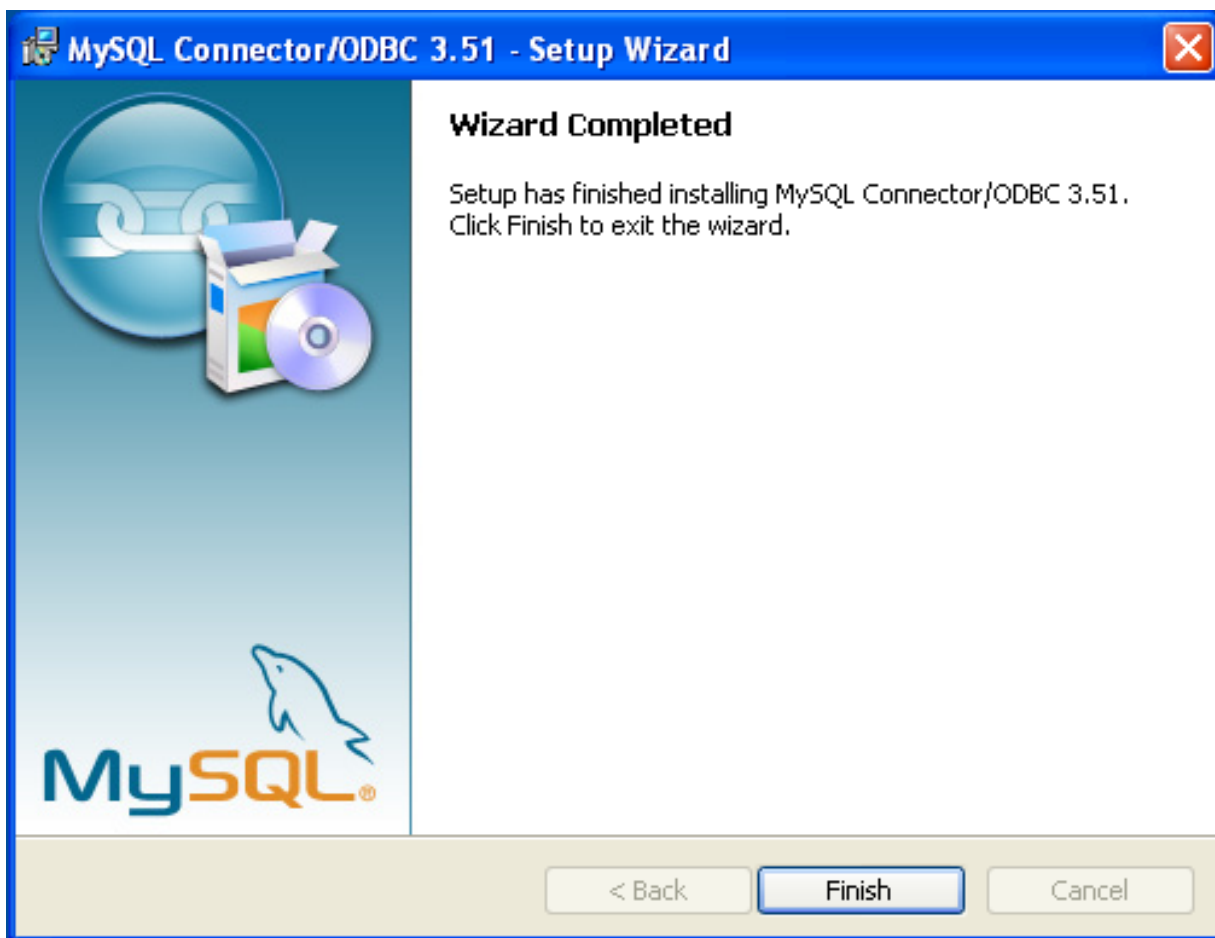 MySQL Connector/ODBC 3.51 - Setup Wizard
Wizard Completed
Setup has finished installing MySQL Connector/ODBC 3.51.
Click Finish to exit the wizard.
MySQL®
< Back
Finish
Cancel